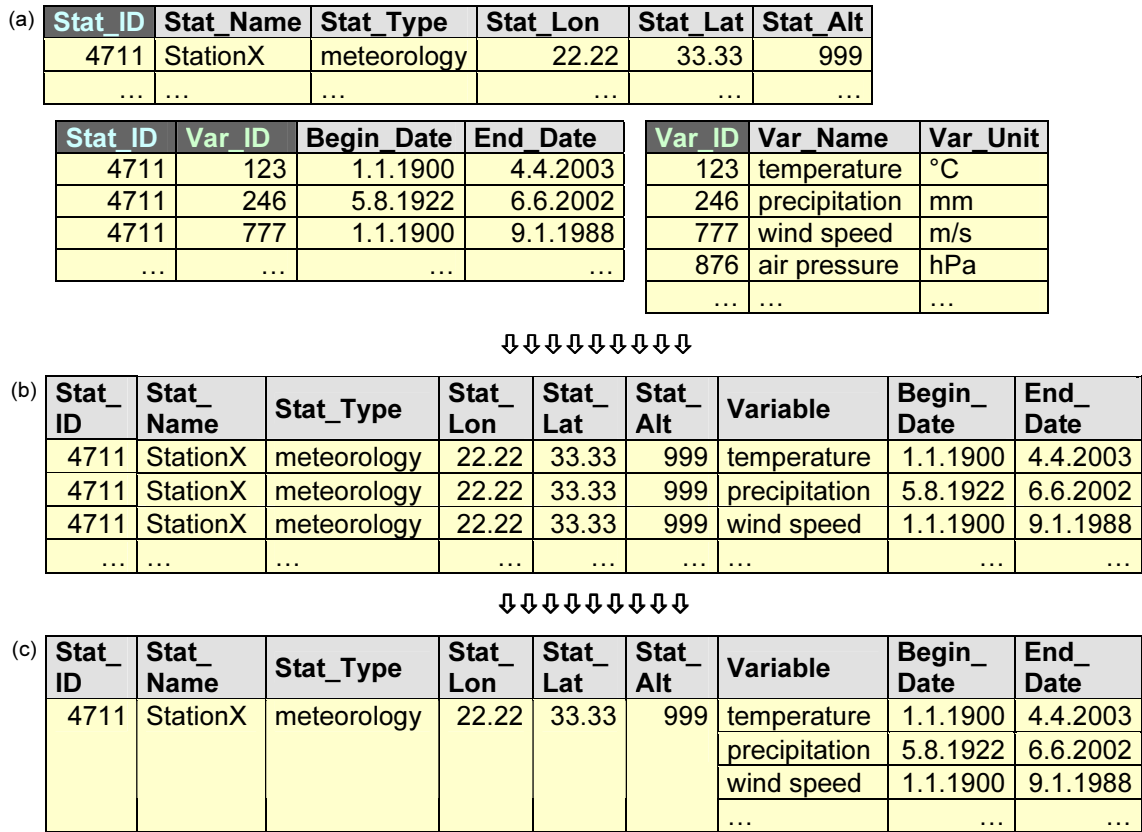 (a) Stat_ID Stat_Name Stat_Type Stat_Lon Stat_Lat Stat_Alt
4711 StationX meteorology 22.22 33.33 999
… … … … … …
Stat_ID Var_ID Begin_Date End_Date
4711 123 1.1.1900 4.4.2003
4711 246 5.8.1922 6.6.2002
4711 777 1.1.1900 9.1.1988
… … … …
Var_ID Var_Name Var_Unit
123 temperature °C
246 precipitation mm
777 wind speed m/s
876 air pressure hPa
… … …
(b) Stat_ Stat_ Stat_Type Stat_ Stat_ Stat_ Variable Begin_ End_
ID Name Lon Lat Alt Date Date
4711 StationX meteorology 22.22 33.33 999 temperature 1.1.1900 4.4.2003
4711 StationX meteorology 22.22 33.33 999 precipitation 5.8.1922 6.6.2002
4711 StationX meteorology 22.22 33.33 999 wind speed 1.1.1900 9.1.1988
… … … … … … … … …
(c) Stat_ Stat_ Stat_Type Stat_ Stat_ Stat_ Variable Begin_ End_
ID Name Lon Lat Alt Date Date
4711 StationX meteorology 22.22 33.33 999 temperature 1.1.1900 4.4.2003
precipitation 5.8.1922 6.6.2002
wind speed 1.1.1900 9.1.1988
… … …